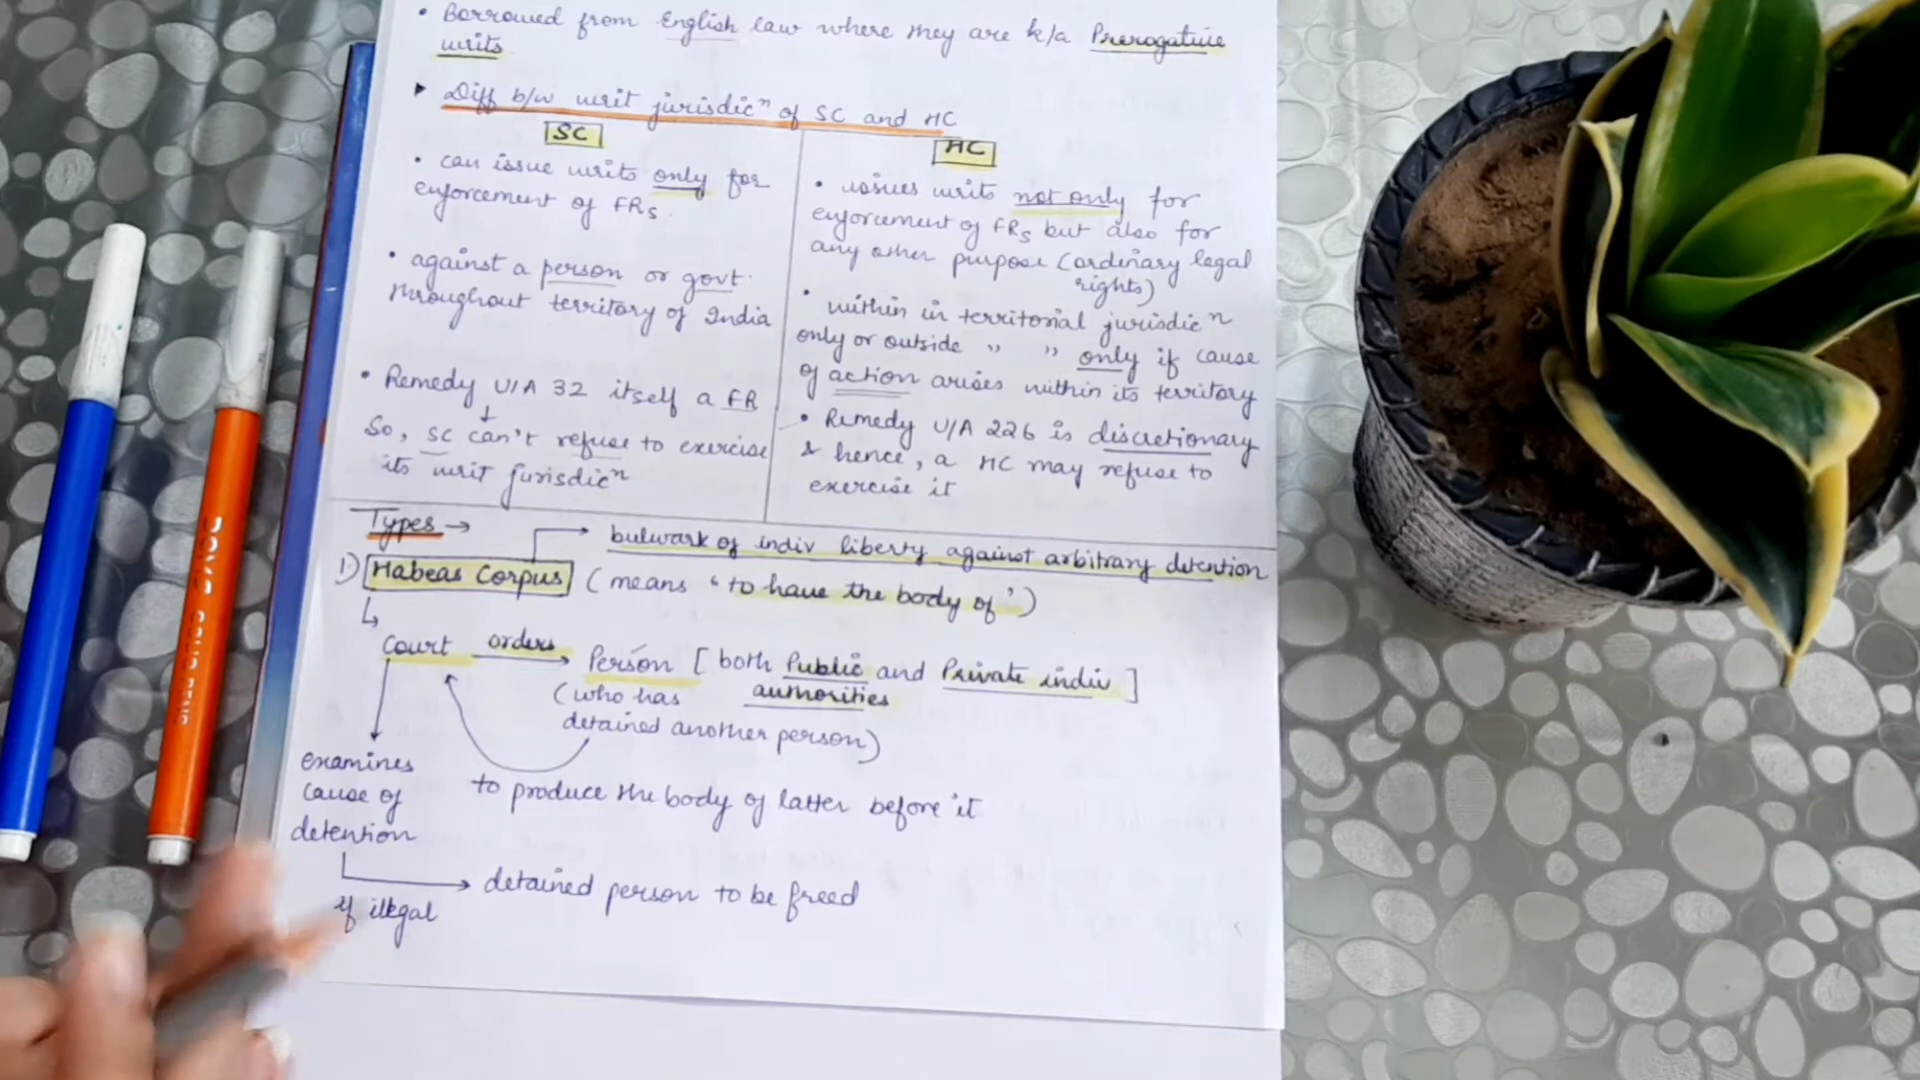 • Borrowed from English law where they are k/a Prerogative
writs
▸ Diff b/w writ jurisdicⁿ of SC and HC
SC
• can issue writs only for
enforcement of FRs.
• against a person or govt.
throughout territory of India
• Remedy U/A 32 itself a FR
↓
So, SC can't refuse to exercise
its writ jurisdicⁿ
HC
• issues writs not only for
enforcement of FRs but also for
any other purpose (ordinary legal
rights)
• within in territorial jurisdicⁿ
only or outside " " only if cause
of action arises within its territory
• Remedy U/A 226 is discretionary
& hence, a HC may refuse to
exercise it
Types →
bulwark of indiv liberty against arbitrary detention
1) Habeas Corpus (means 'to have the body of')
Court orders → Person [both Public and Private indiv]
(who has authorities
detained another person)
to produce the body of latter before it
examines
cause of
detention
if illegal → detained person to be freed